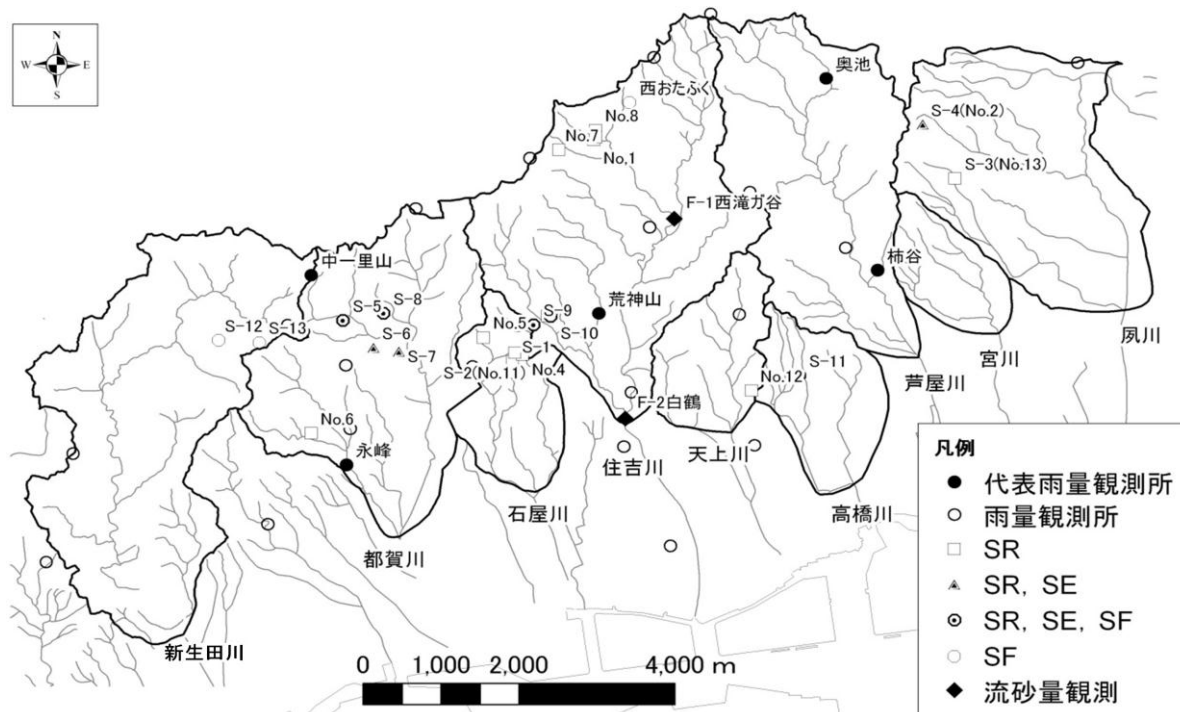 N
W E
S
奥池
西おたふく
No.8
No.7
No.1
S-4(No.2)
S-3(No.13)
F-1西滝ガ谷
中一里山
柿谷
荒神山
S-5
S-8
S-9
S-10
S-12
S-13
S-6
S-7
No.5
S-1
S-2(No.11)
No.4
No.12
S-11
No.6
永峰
F-2白鶴
夙川
宮川
芦屋川
住吉川
天上川
高橋川
石屋川
都賀川
新生田川
0 1,000 2,000 4,000 m
凡例
代表雨量観測所
雨量観測所
SR
SR, SE
SR, SE, SF
SF
流砂量観測